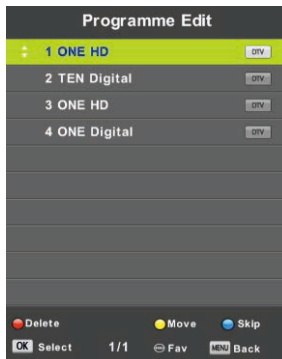 Programme Edit
1 ONE HD DTV
2 TEN Digital DTV
3 ONE HD DTV
4 ONE Digital DTV
Delete Move Skip
OK Select 1/1 Fav MENU Back